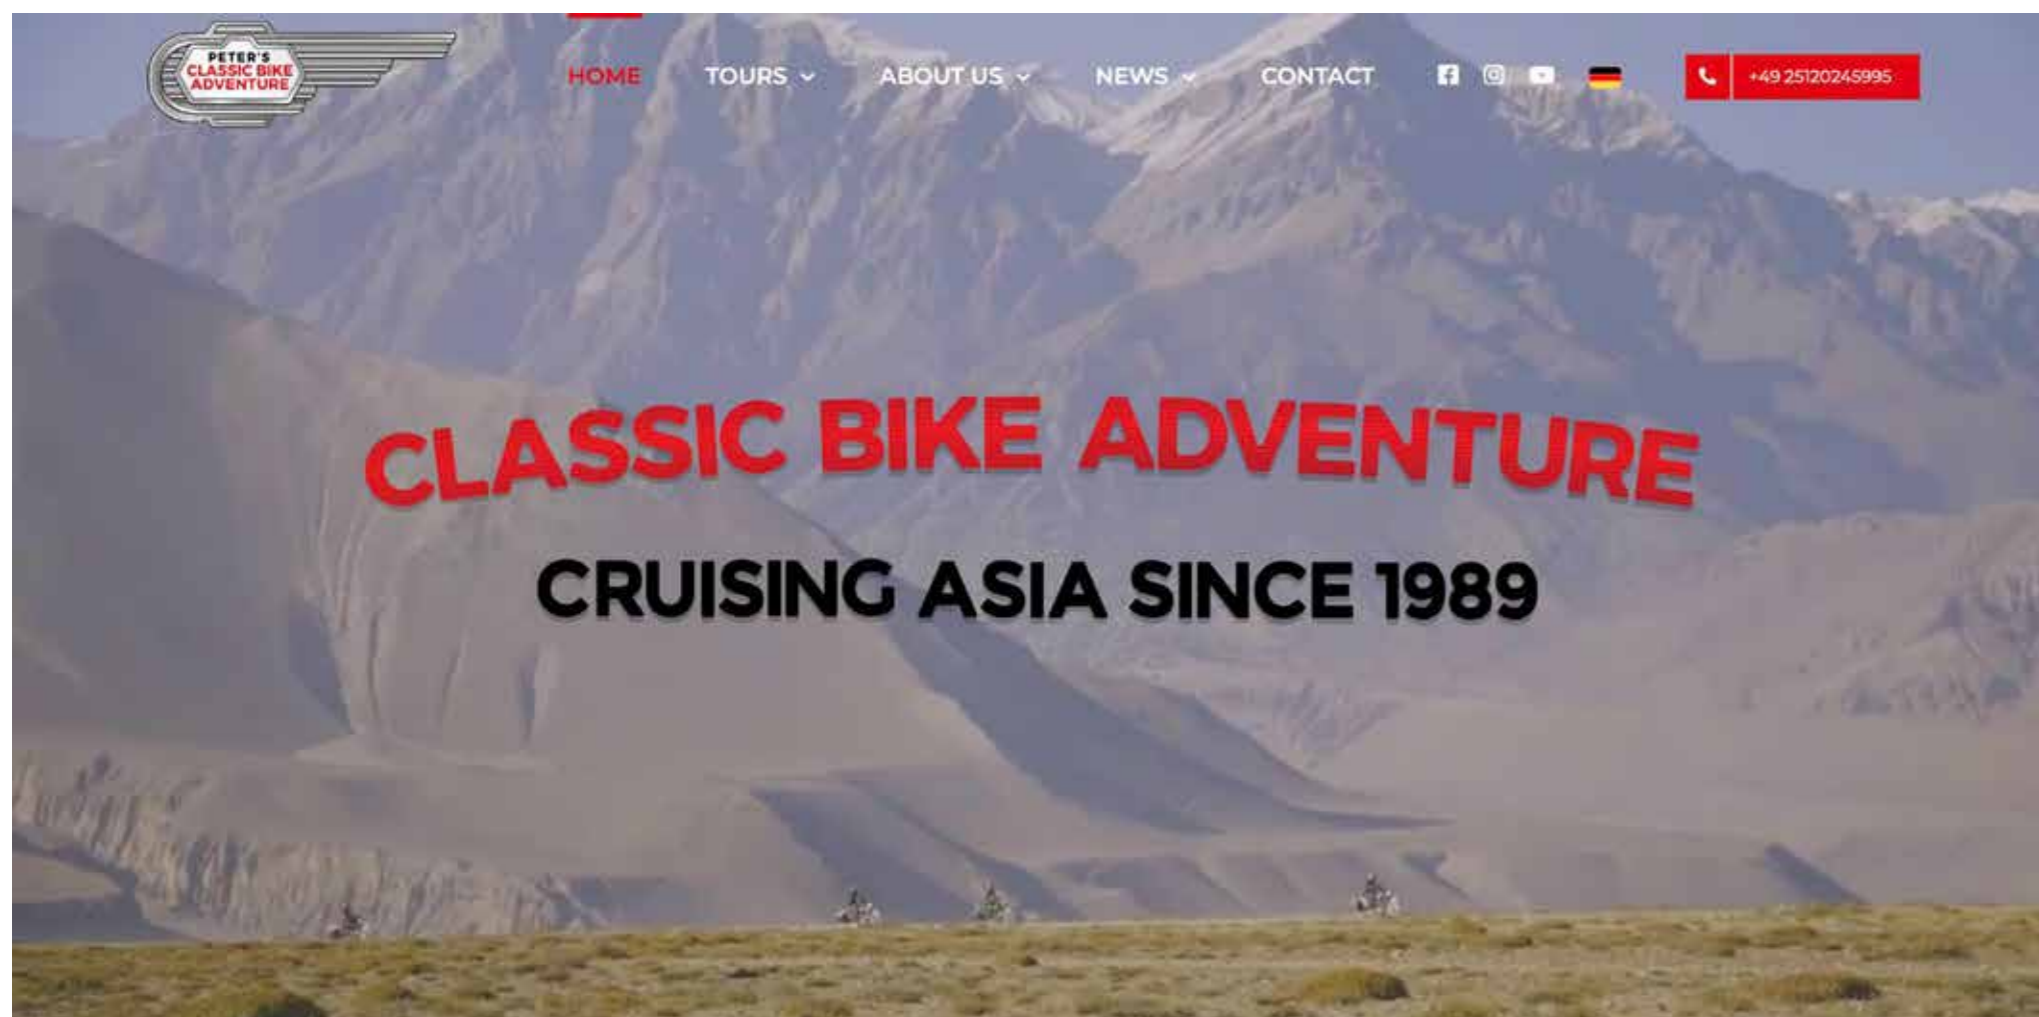 PETER'S
CLASSIC BIKE
ADVENTURE
HOME TOURS ABOUT US NEWS CONTACT +49 25120245995
CLASSIC BIKE ADVENTURE
CRUISING ASIA SINCE 1989